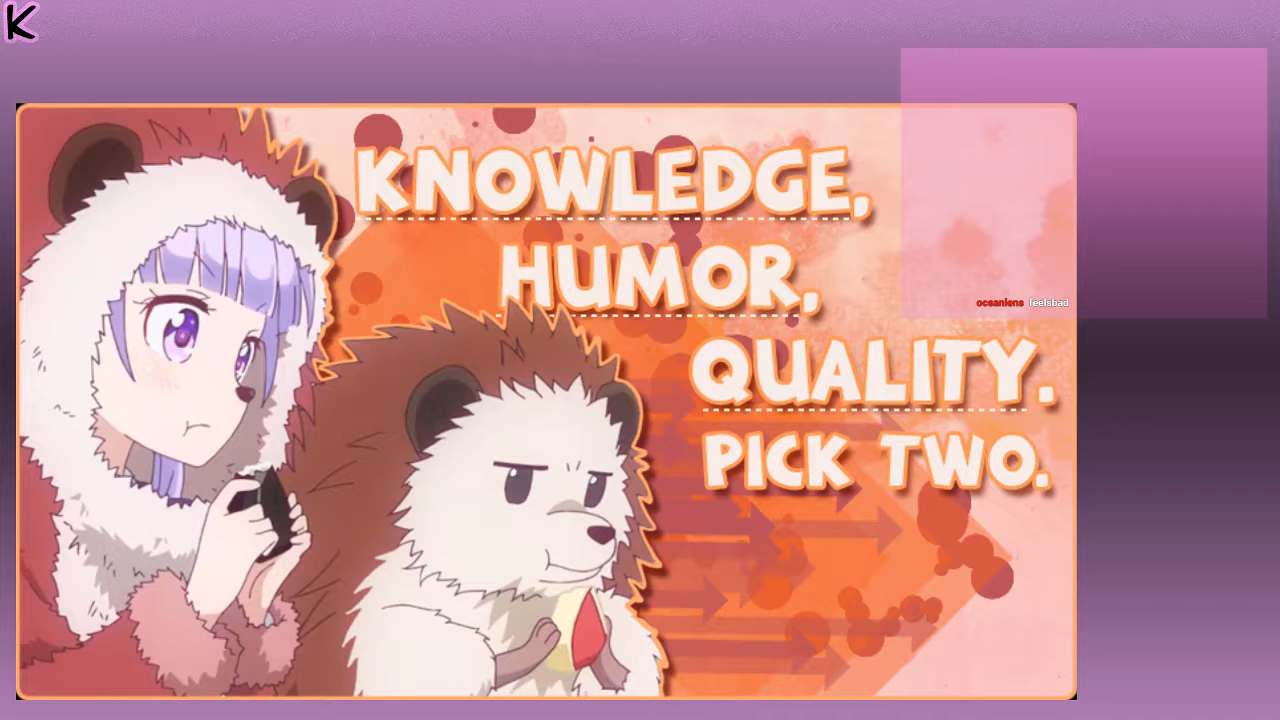 K
KNOWLEDGE,
HUMOR,
oceanlens feelsbad
QUALITY.
PICK TWO.